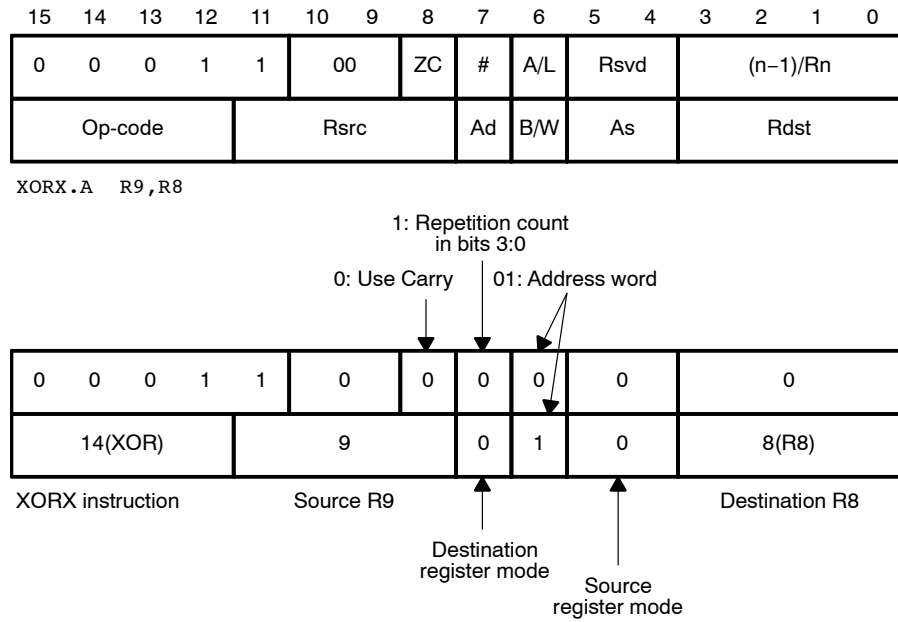 15 14 13 12 11 10 9 8 7 6 5 4 3 2 1 0
0 0 0 1 1 00 ZC # A/L Rsvd (n−1)/Rn
Op-code Rsrc Ad B/W As Rdst
XORX.A R9,R8
1: Repetition count
in bits 3:0
0: Use Carry 01: Address word
0 0 0 1 1 0 0 0 0 0 0
14(XOR) 9 0 1 0 8(R8)
XORX instruction Source R9 Destination R8
Destination
register mode
Source
register mode